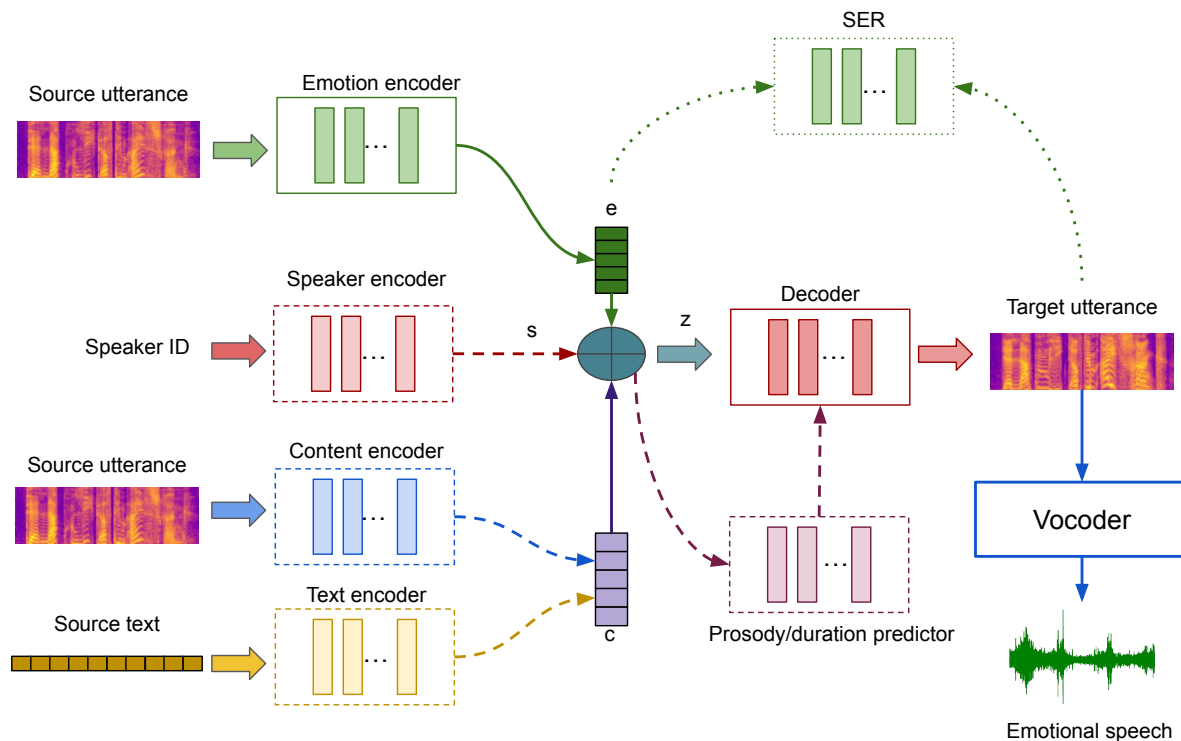 SER
Emotion encoder
Source utterance
...
...
e
Speaker encoder
Decoder
Target utterance
Speaker ID
...
s
z
...
Content encoder
Source utterance
...
Vocoder
...
Text encoder
Source text
...
c
Prosody/duration predictor
Emotional speech